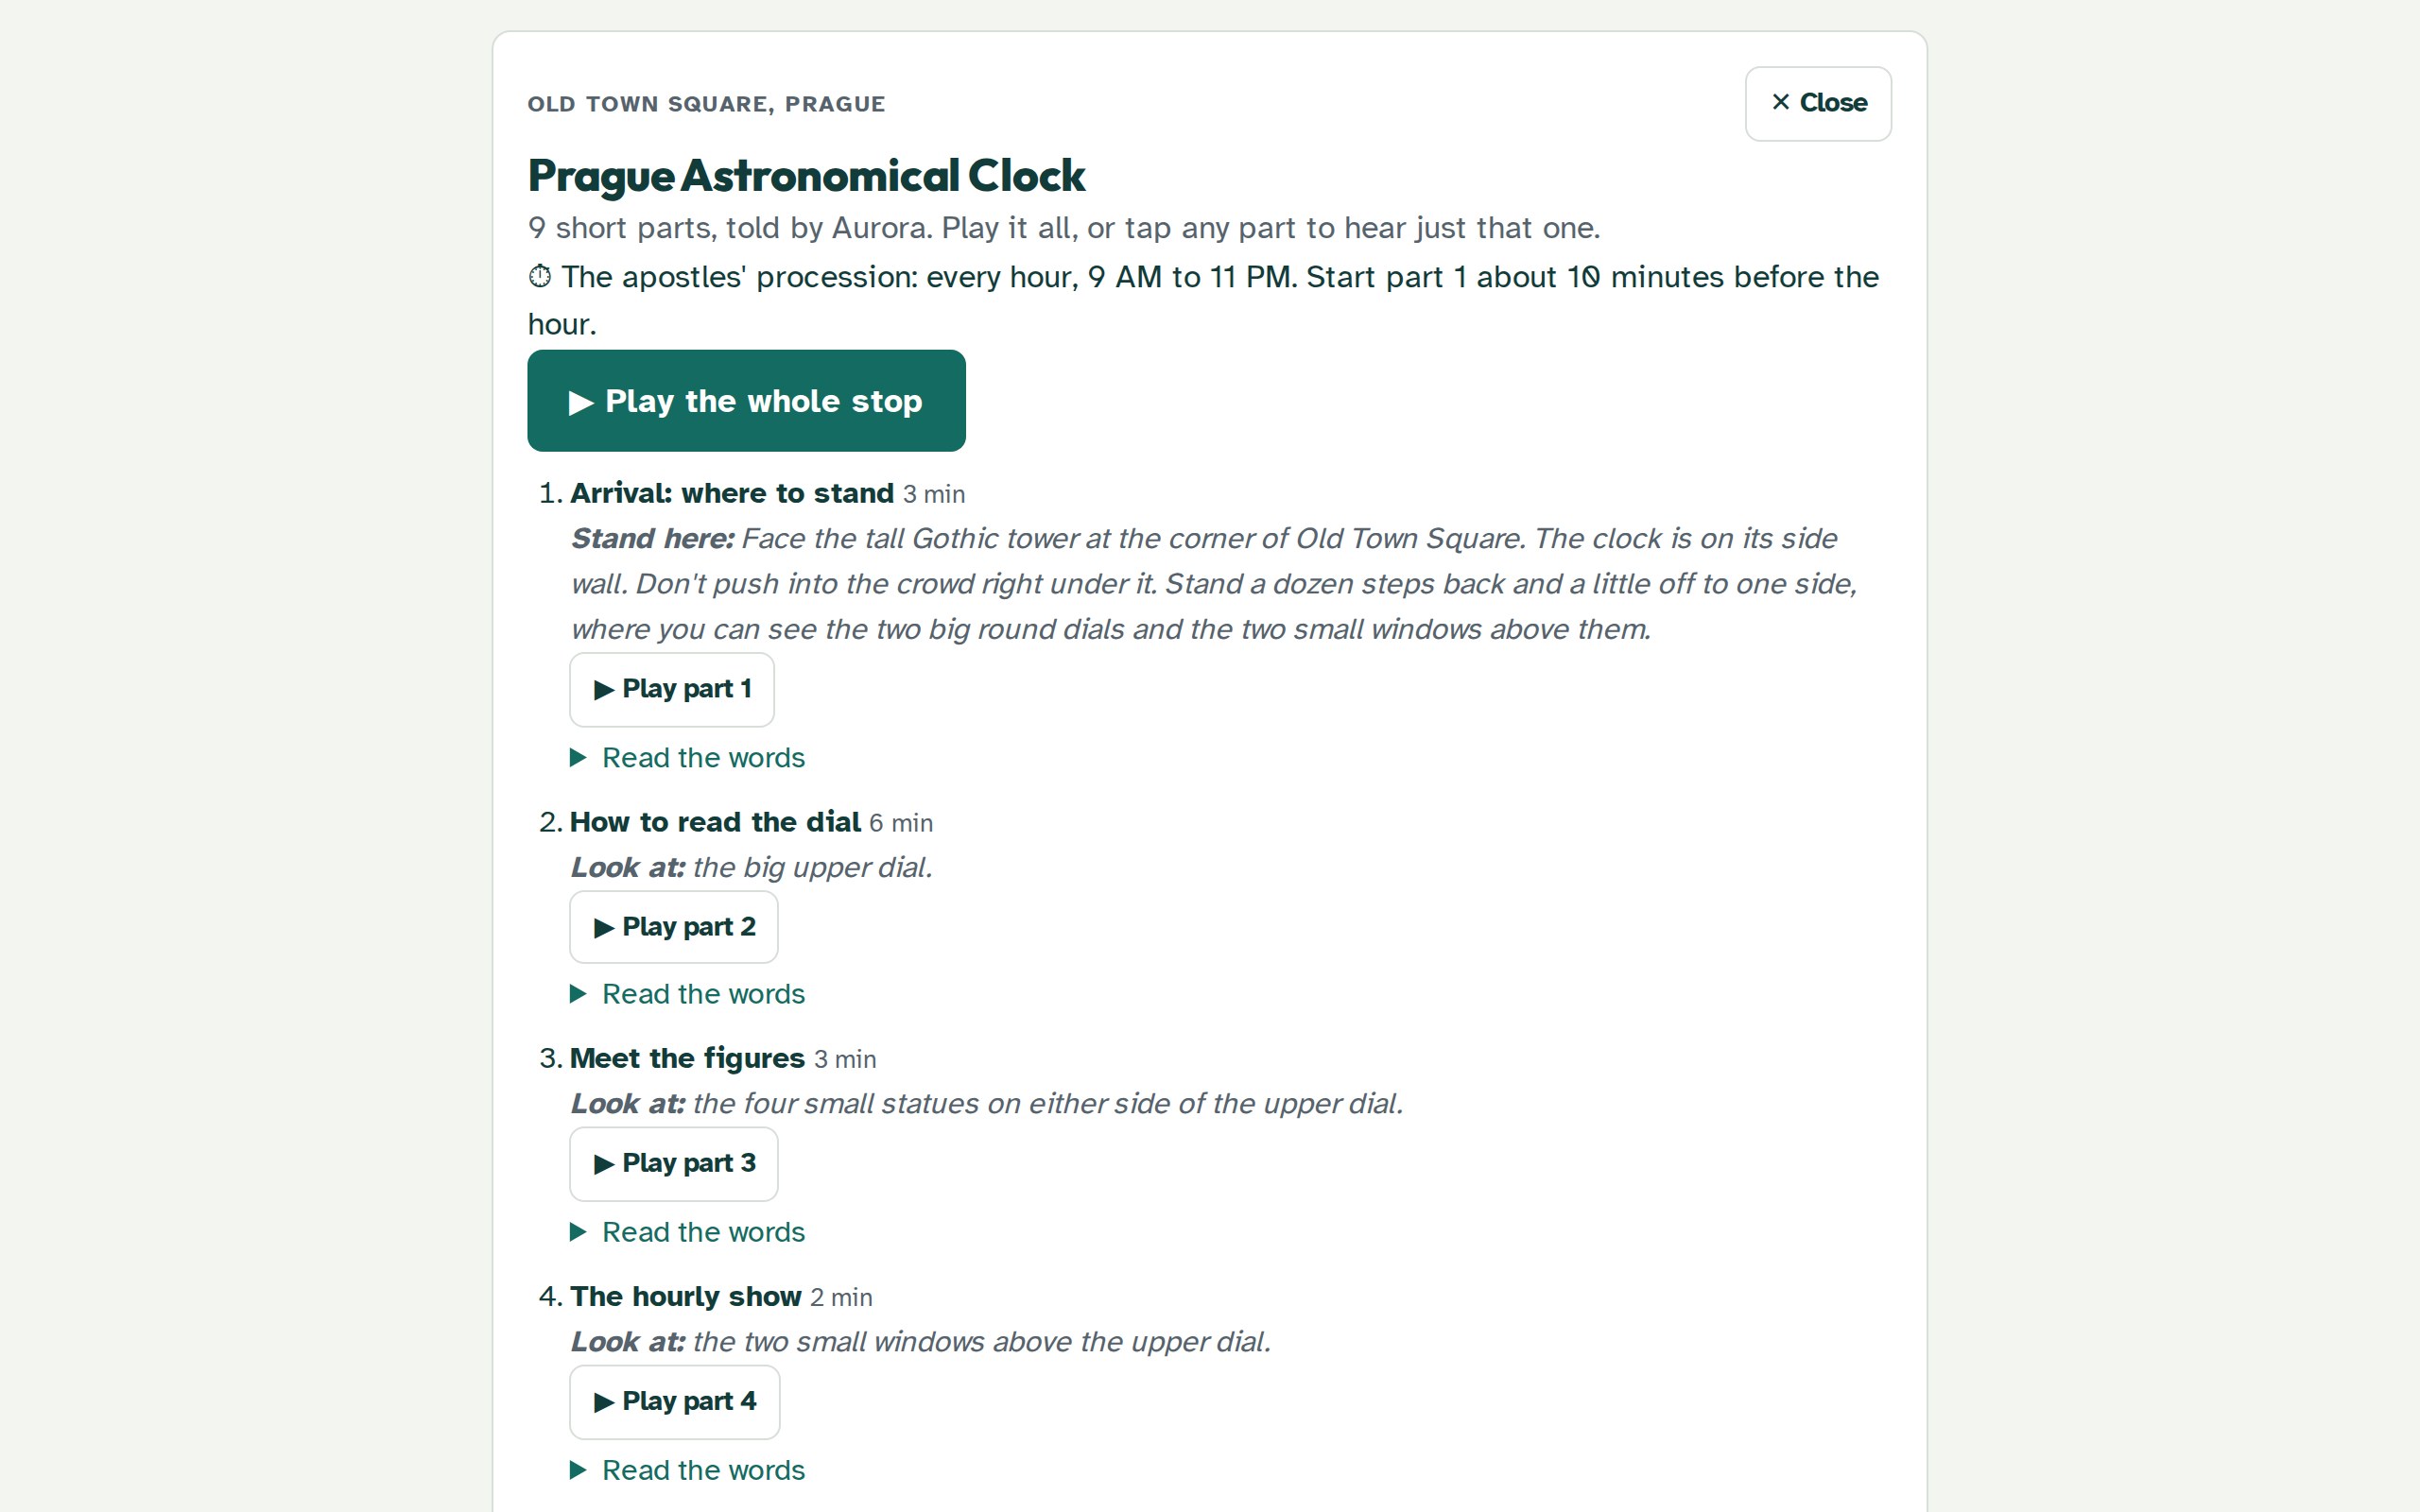 OLD TOWN SQUARE, PRAGUE
✕ Close
Prague Astronomical Clock
9 short parts, told by Aurora. Play it all, or tap any part to hear just that one.
⏱ The apostles' procession: every hour, 9 AM to 11 PM. Start part 1 about 10 minutes before the
hour.
▶ Play the whole stop
1. Arrival: where to stand 3 min
Stand here: Face the tall Gothic tower at the corner of Old Town Square. The clock is on its side
wall. Don't push into the crowd right under it. Stand a dozen steps back and a little off to one side,
where you can see the two big round dials and the two small windows above them.
▶ Play part 1
▶ Read the words
2. How to read the dial 6 min
Look at: the big upper dial.
▶ Play part 2
▶ Read the words
3. Meet the figures 3 min
Look at: the four small statues on either side of the upper dial.
▶ Play part 3
▶ Read the words
4. The hourly show 2 min
Look at: the two small windows above the upper dial.
▶ Play part 4
▶ Read the words